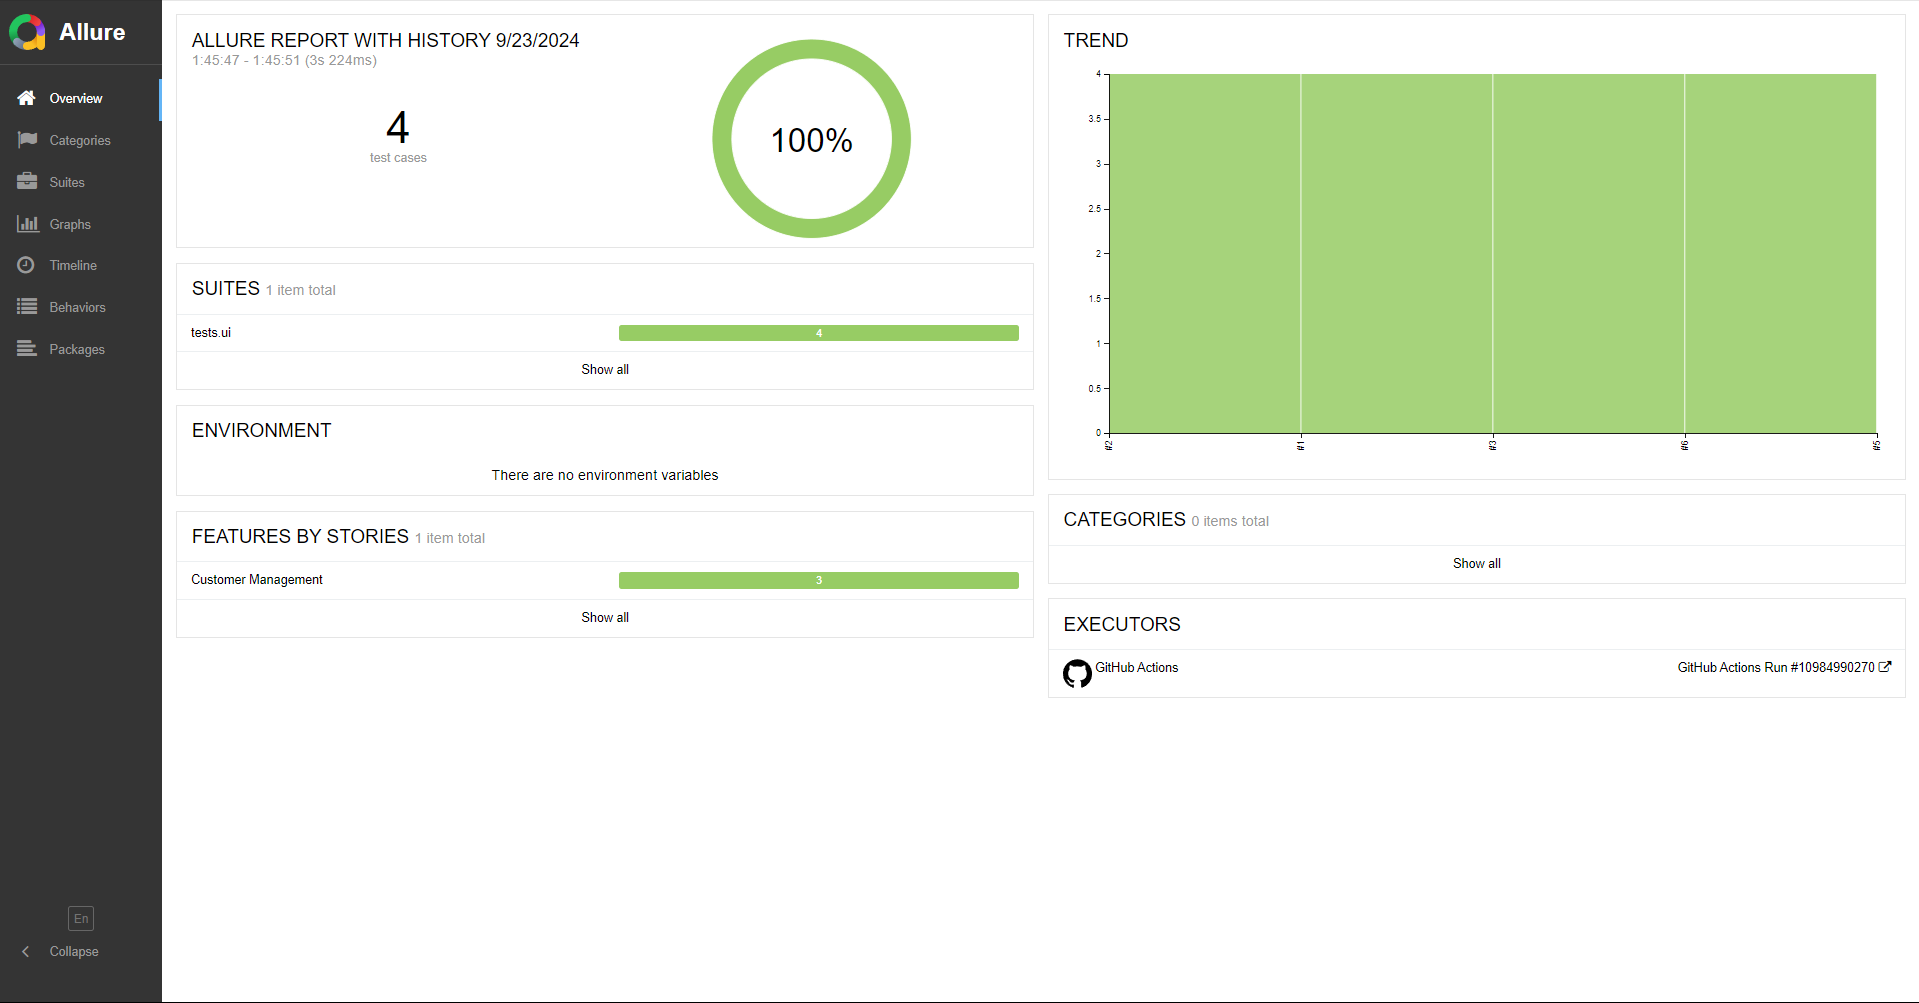 Allure
Overview
Categories
Suites
Graphs
Timeline
Behaviors
Packages
En
Collapse
ALLURE REPORT WITH HISTORY 9/23/2024
1:45:47 - 1:45:51 (3s 224ms)
4
test cases
100%
SUITES 1 item total
tests.ui 4
Show all
ENVIRONMENT
There are no environment variables
FEATURES BY STORIES 1 item total
Customer Management 3
Show all
TREND
4
3.5
3
2.5
2
1.5
1
0.5
0
#2 #1 #3 #6 #5
CATEGORIES 0 items total
Show all
EXECUTORS
GitHub Actions GitHub Actions Run #10984990270